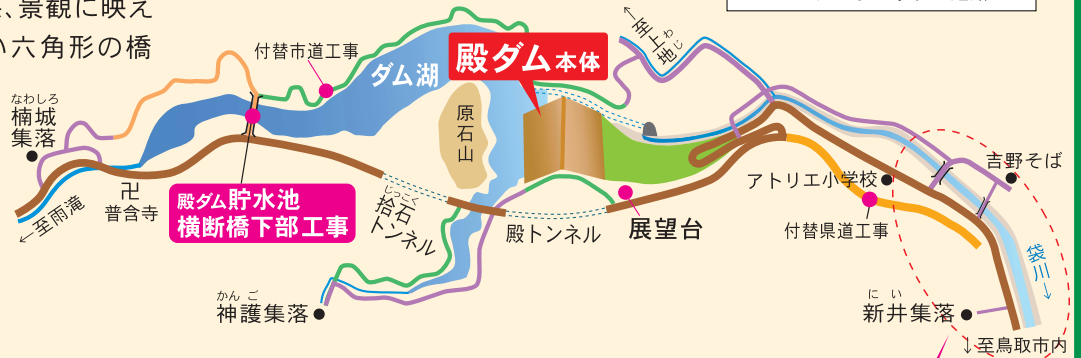 、景観に映え
い六角形の橋
付替市道工事
ダム湖
殿ダム本体
←至上地
わじ
なわしろ
楠城
集落
原石山
卍
普含寺
←至雨滝
殿ダム貯水池
横断橋下部工事
じっこく
拾石
トンネル
殿トンネル
展望台
アトリエ小学校
吉野そば
付替県道工事
袋川→
かんご
神護集落
にい
新井集落
↓至鳥取市内